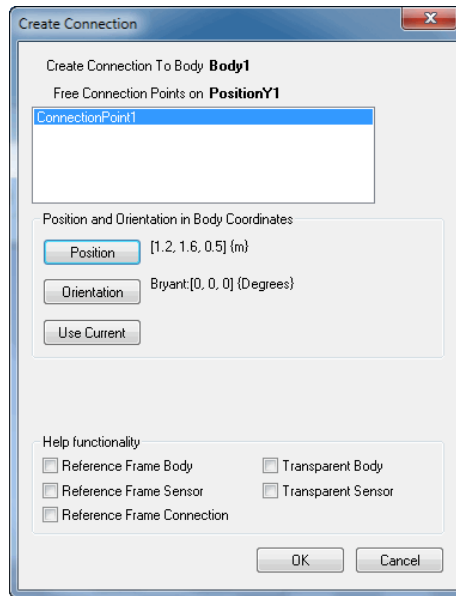 Create Connection
Create Connection To Body Body1
Free Connection Points on PositionY1
ConnectionPoint1
Position and Orientation in Body Coordinates
Position [1.2, 1.6, 0.5] {m}
Orientation Bryant:[0, 0, 0] {Degrees}
Use Current
Help functionality
Reference Frame Body Transparent Body
Reference Frame Sensor Transparent Sensor
Reference Frame Connection
OK Cancel